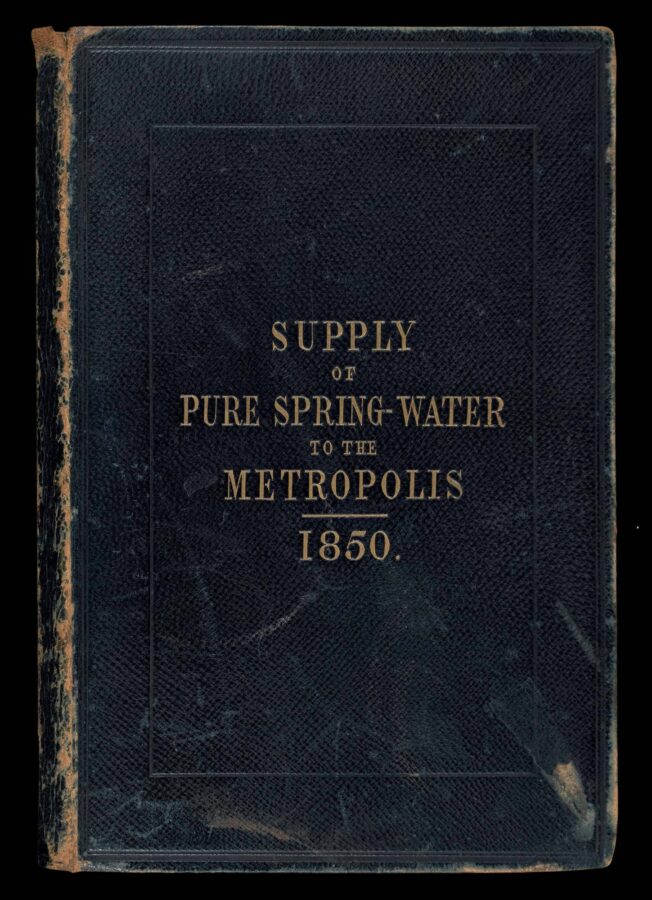 SUPPLY
OF
PURE SPRING-WATER
TO THE
METROPOLIS
1850.